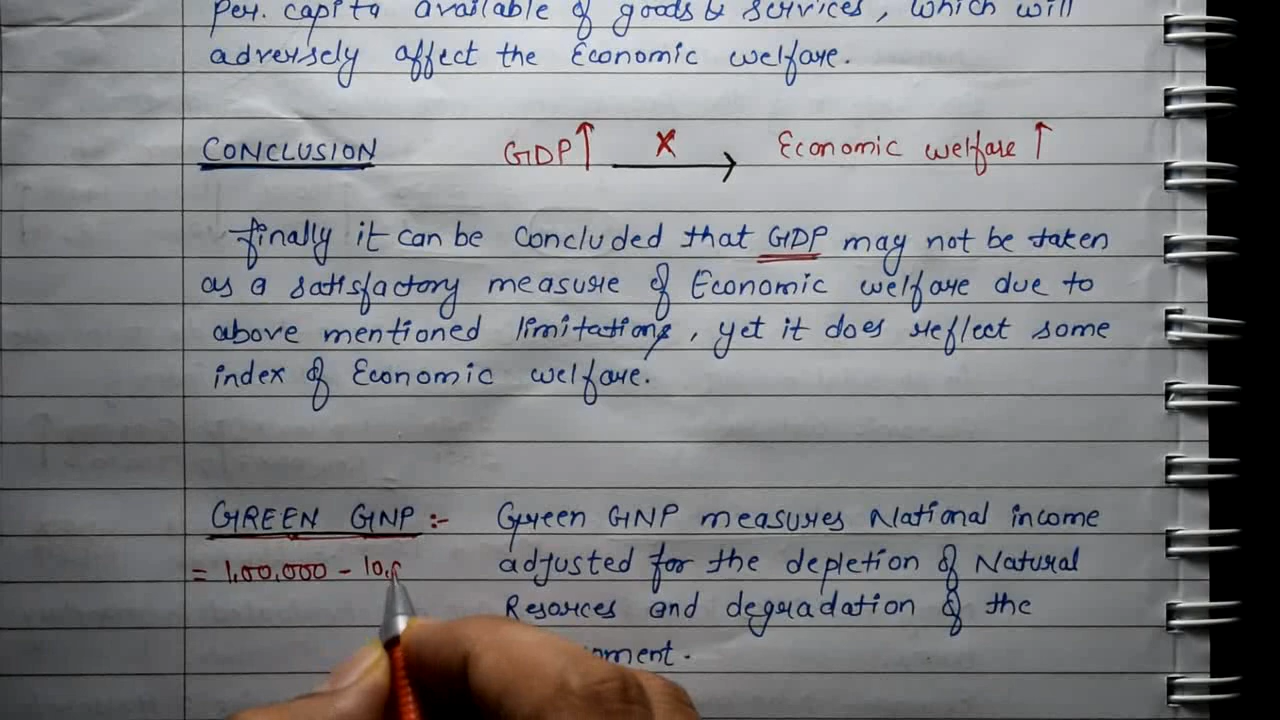 per. capita available of goods & services, which will
adversely affect the Economic welfare.
CONCLUSION GDP↑ x → Economic welfare ↑
finally it can be concluded that GDP may not be taken
as a satisfactory measure of Economic welfare due to
above mentioned limitations, yet it does reflect some
index of Economic welfare.
GREEN GNP :- Green GNP measures National income
= 1,00,000 - 10, adjusted for the depletion of Natural
Resorces and degradation of the
nment.